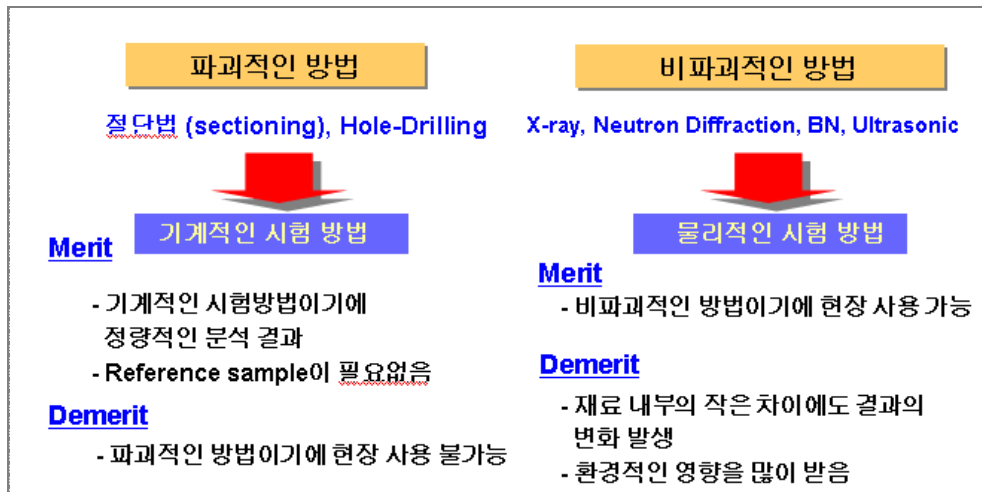 파괴적인 방법
절단법 (sectioning), Hole-Drilling
기계적인 시험 방법
Merit
- 기계적인 시험방법이기에
정량적인 분석 결과
- Reference sample이 필요없음
Demerit
- 파괴적인 방법이기에 현장 사용 불가능
비파괴적인 방법
X-ray, Neutron Diffraction, BN, Ultrasonic
물리적인 시험 방법
Merit
- 비파괴적인 방법이기에 현장 사용 가능
Demerit
- 재료 내부의 작은 차이에도 결과의
변화 발생
- 환경적인 영향을 많이 받음